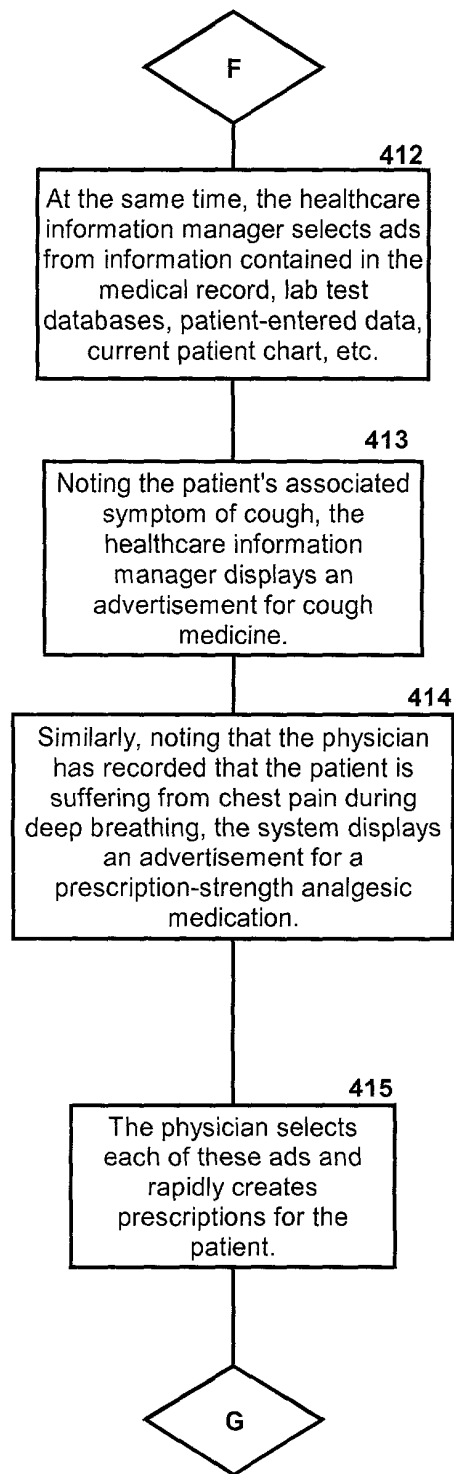 F
412
At the same time, the healthcare
information manager selects ads
from information contained in the
medical record, lab test
databases, patient-entered data,
current patient chart, etc.
413
Noting the patient's associated
symptom of cough, the
healthcare information
manager displays an
advertisement for cough
medicine.
414
Similarly, noting that the physician
has recorded that the patient is
suffering from chest pain during
deep breathing, the system displays
an advertisement for a
prescription-strength analgesic
medication.
415
The physician selects
each of these ads and
rapidly creates
prescriptions for the
patient.
G